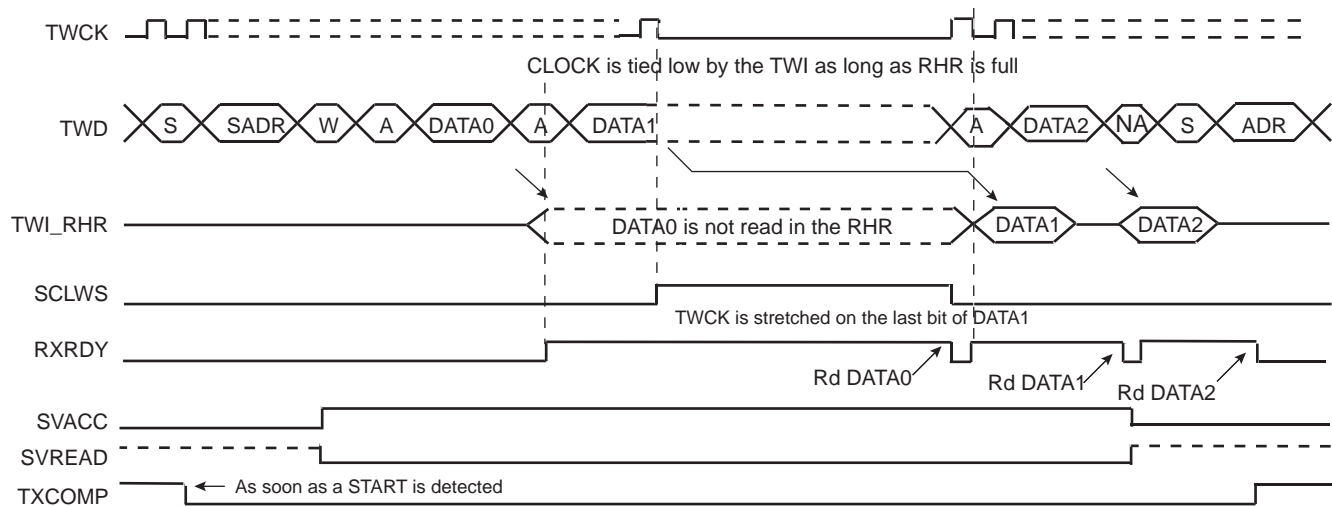 TWCK
CLOCK is tied low by the TWI as long as RHR is full
TWD S SADR W A DATA0 A DATA1 A DATA2 NA S ADR
TWI_RHR DATA0 is not read in the RHR DATA1 DATA2
SCLWS
TWCK is stretched on the last bit of DATA1
RXRDY
Rd DATA0 Rd DATA1 Rd DATA2
SVACC
SVREAD
TXCOMP As soon as a START is detected